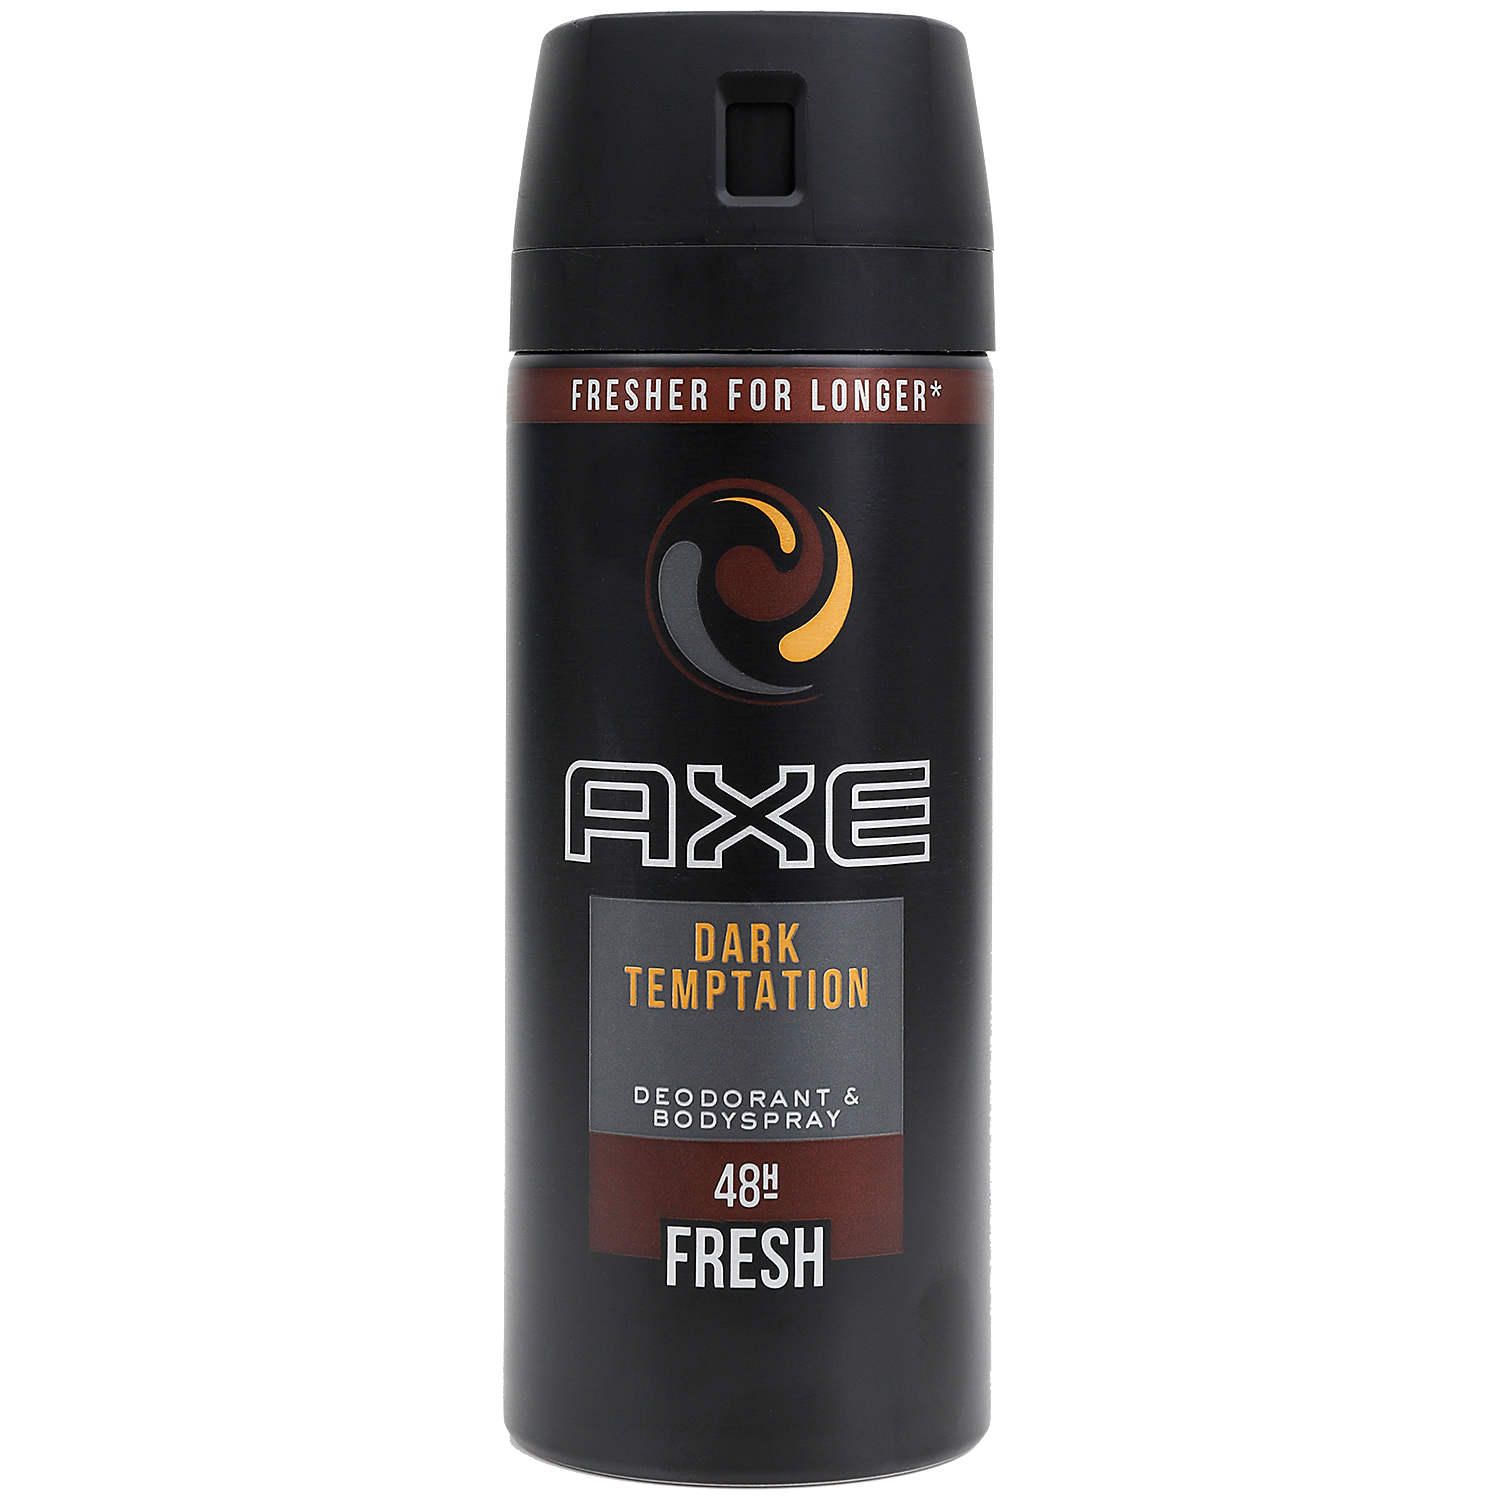 FRESHER FOR LONGER*
AXE
DARK
TEMPTATION
DEODORANT &
BODYSPRAY
48H
FRESH